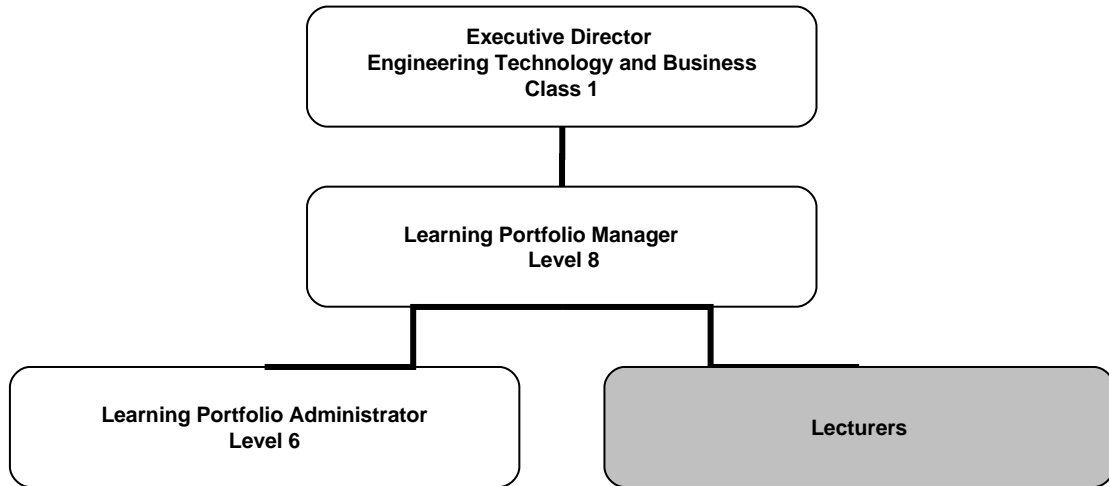 Executive Director
Engineering Technology and Business
Class 1
Learning Portfolio Manager
Level 8
Learning Portfolio Administrator
Level 6
Lecturers